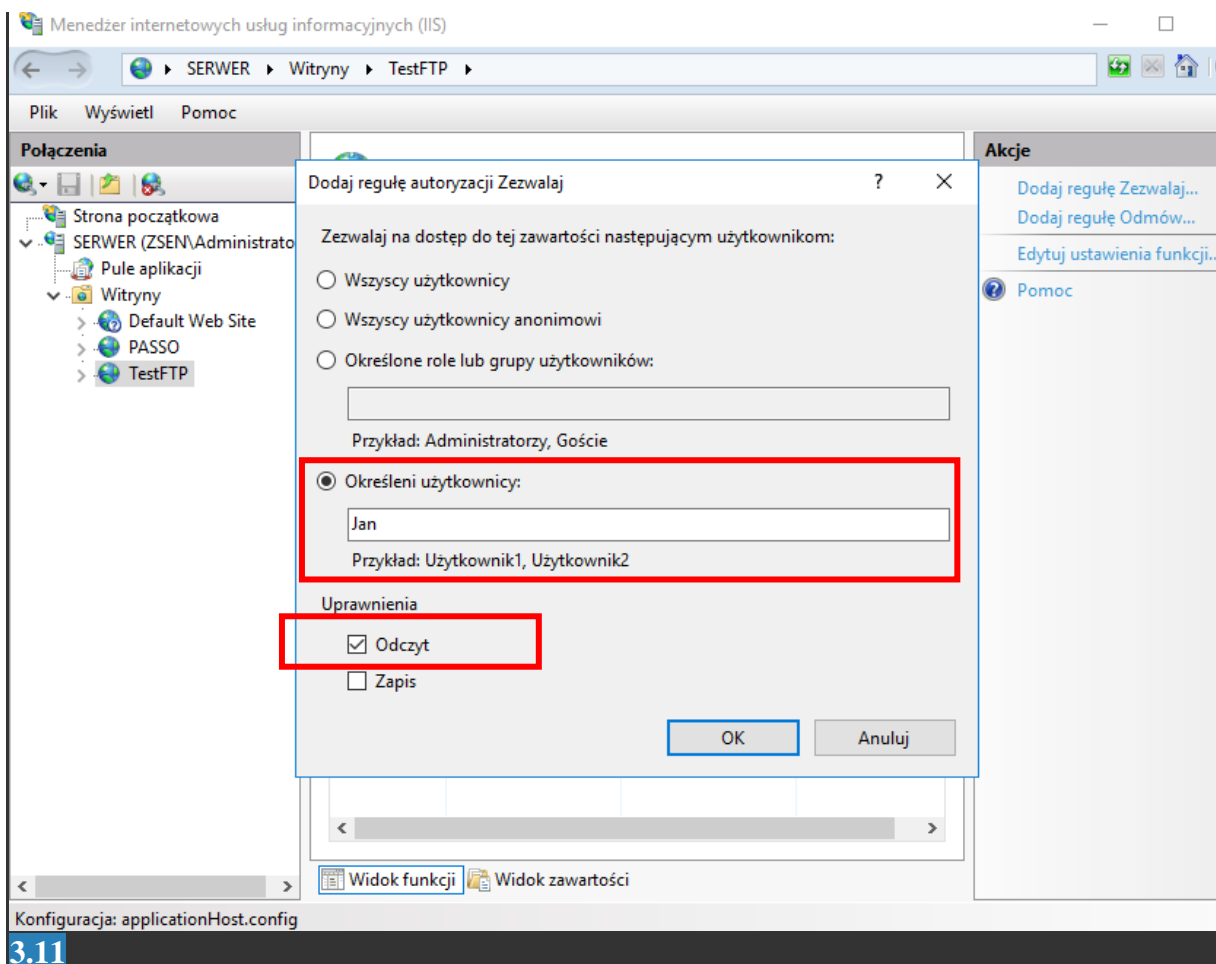 Menedżer internetowych usług informacyjnych (IIS)
SERWER Witryny TestFTP
Plik Wyświetl Pomoc
Połączenia
Strona początkowa
SERWER (ZSEN\Administrato
Pule aplikacji
Witryny
Default Web Site
PASSO
TestFTP
Dodaj regułę autoryzacji Zezwalaj
Zezwalaj na dostęp do tej zawartości następującym użytkownikom:
Wszyscy użytkownicy
Wszyscy użytkownicy anonimowi
Określone role lub grupy użytkowników:
Przykład: Administratorzy, Goście
Określeni użytkownicy:
Jan
Przykład: Użytkownik1, Użytkownik2
Uprawnienia
Odczyt
Zapis
OK Anuluj
Akcje
Dodaj regułę Zezwalaj...
Dodaj regułę Odmów...
Edytuj ustawienia funkcji..
Pomoc
Widok funkcji Widok zawartości
Konfiguracja: applicationHost.config
3.11